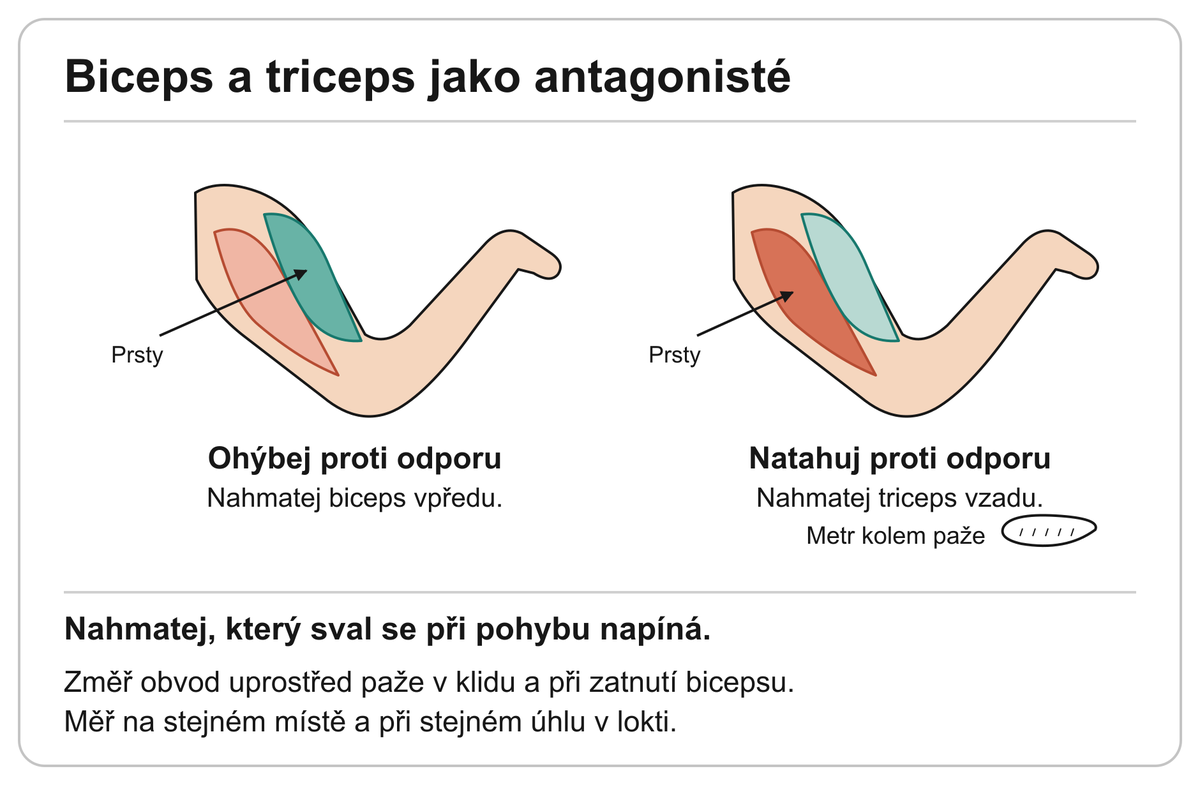 Biceps a triceps jako antagonisté
Prsty
Prsty
Ohýbej proti odporu
Nahmatej biceps vpředu.
Natahuj proti odporu
Nahmatej triceps vzadu.
Metr kolem paže
Nahmatej, který sval se při pohybu napíná.
Změř obvod uprostřed paže v klidu a při zatnutí bicepsu.
Měř na stejném místě a při stejném úhlu v lokti.